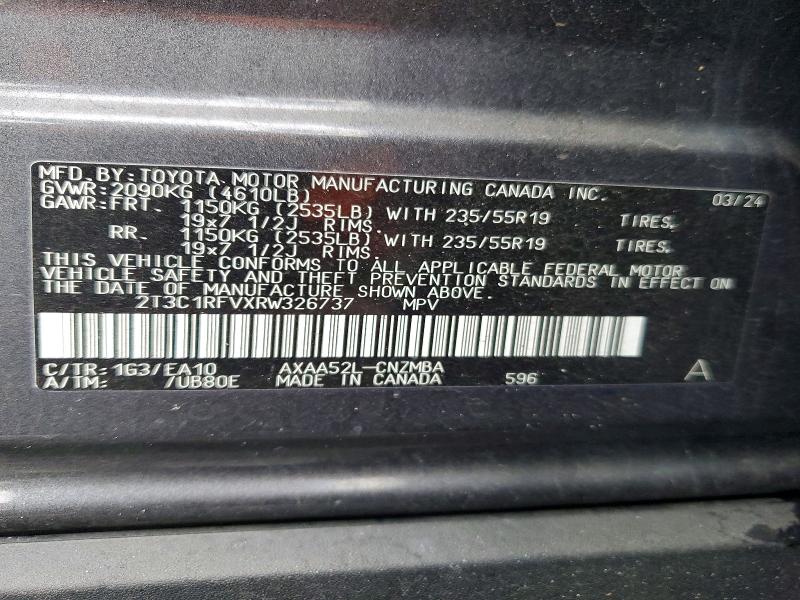 MFD. BY: TOYOTA MOTOR MANUFACTURING CANADA INC. 03/24
GVWR: 2090KG (4610LB)
GAWR: FRT. 1150KG (2535LB) WITH 235/55R19 TIRES,
19x7 1/2J RIMS.
RR. 1150KG (2535LB) WITH 235/55R19 TIRES,
19x7 1/2J RIMS.
THIS VEHICLE CONFORMS TO ALL APPLICABLE FEDERAL MOTOR
VEHICLE SAFETY AND THEFT PREVENTION STANDARDS IN EFFECT ON
THE DATE OF MANUFACTURE SHOWN ABOVE.
2T3C1RFVXRW326737 MPV
C/TR: 1G3/EA10 AXAA52L-CNZMBA
A/TM: /UB80E MADE IN CANADA 596 A